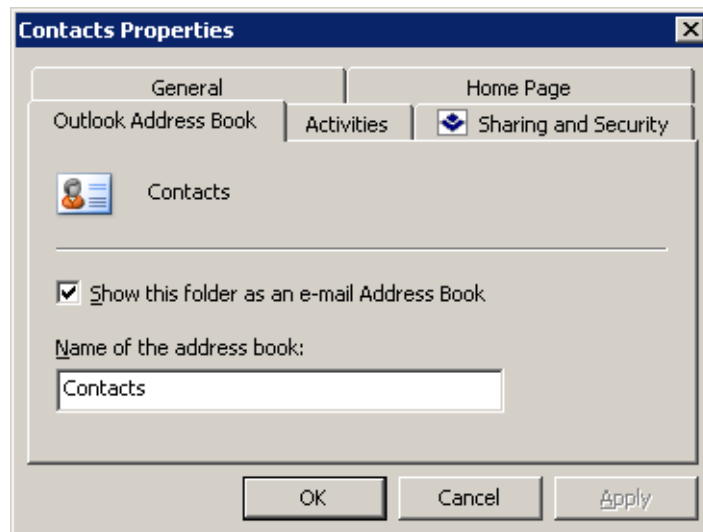 Contacts Properties
General
Home Page
Outlook Address Book
Activities
Sharing and Security
Contacts
Show this folder as an e-mail Address Book
Name of the address book:
Contacts
OK
Cancel
Apply